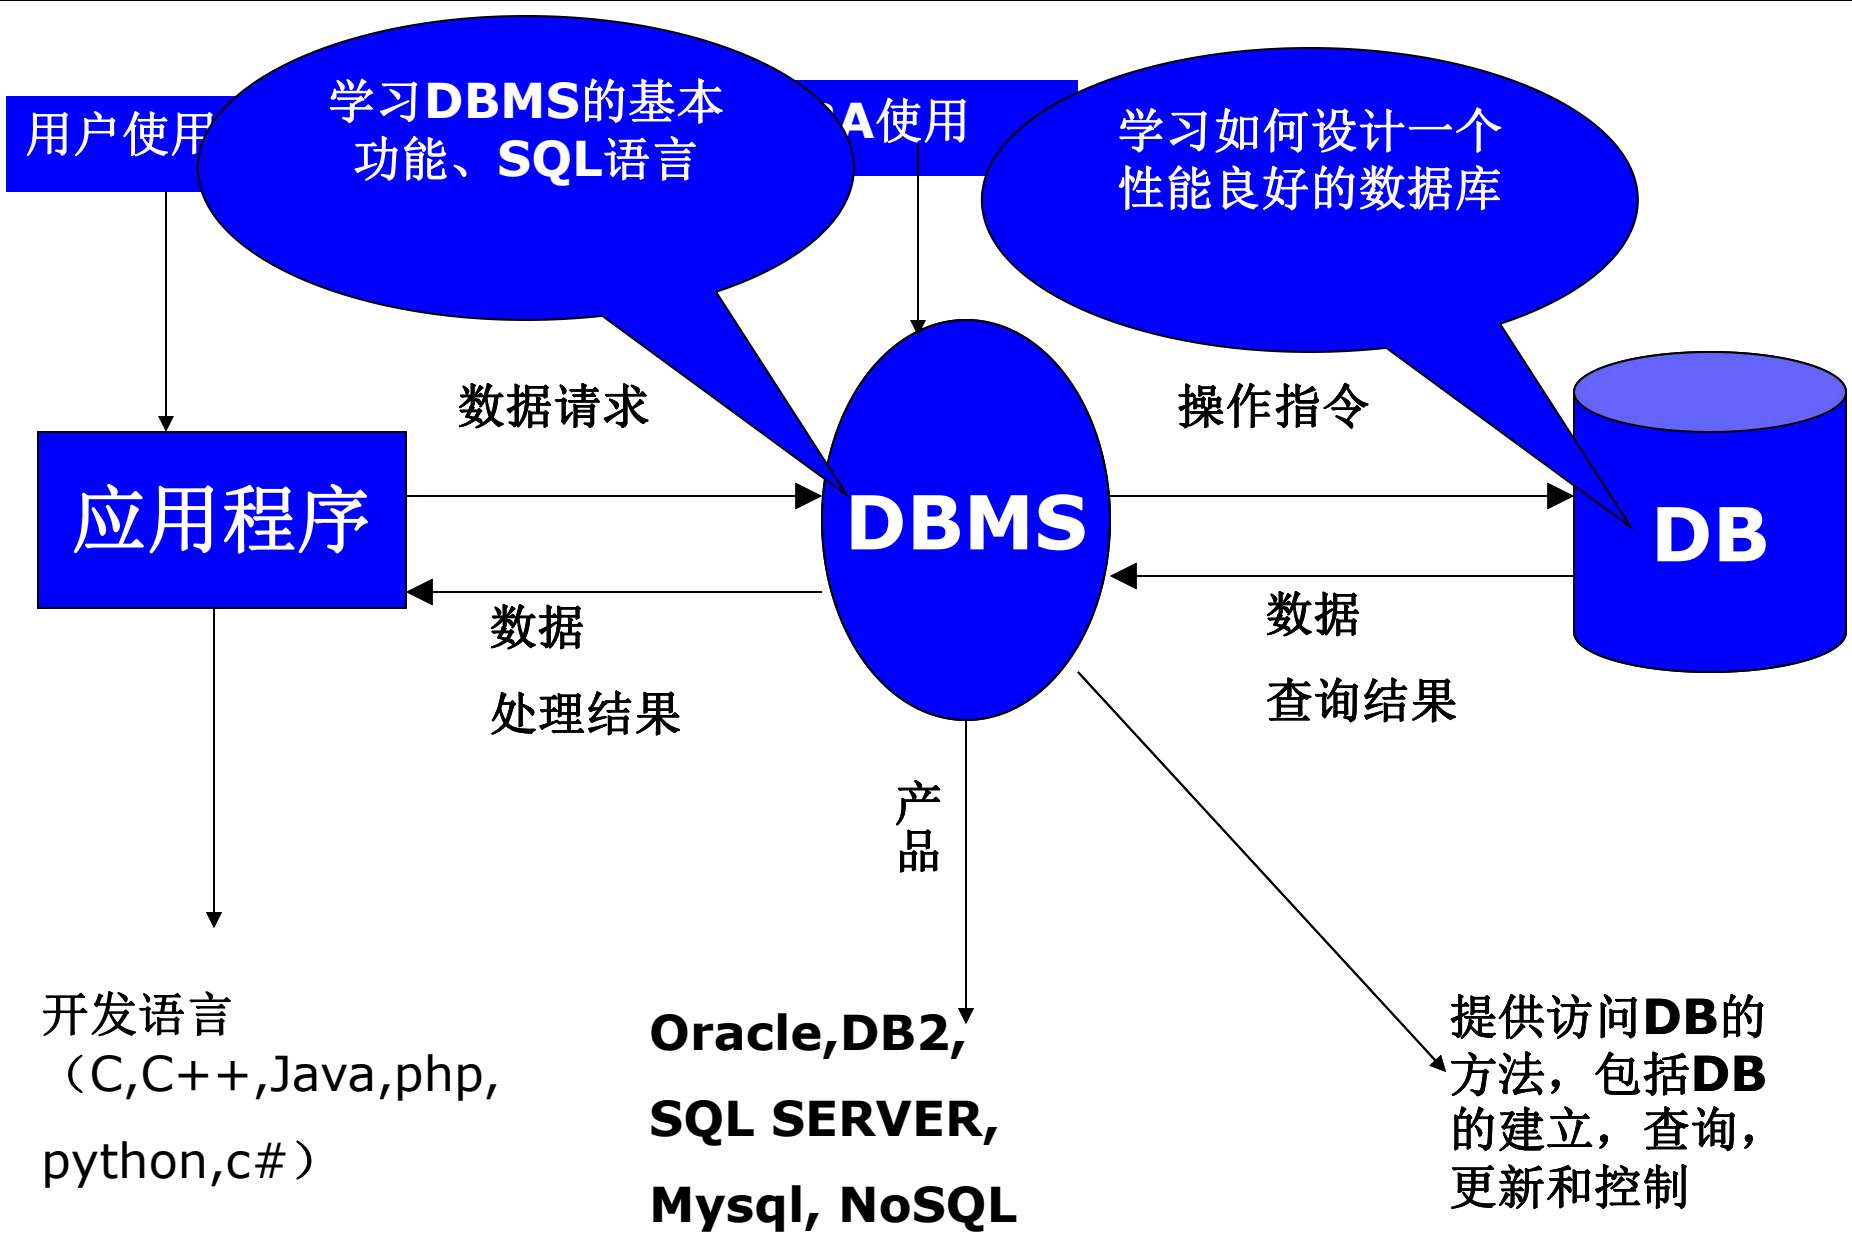 用户使用
学习DBMS的基本
功能、SQL语言
A使用
学习如何设计一个
性能良好的数据库
数据请求
操作指令
应用程序
DBMS
DB
数据
处理结果
数据
查询结果
产
品
开发语言
（C,C++,Java,php,
python,c#）
Oracle,DB2,
SQL SERVER,
Mysql, NoSQL
提供访问DB的
方法，包括DB
的建立，查询，
更新和控制